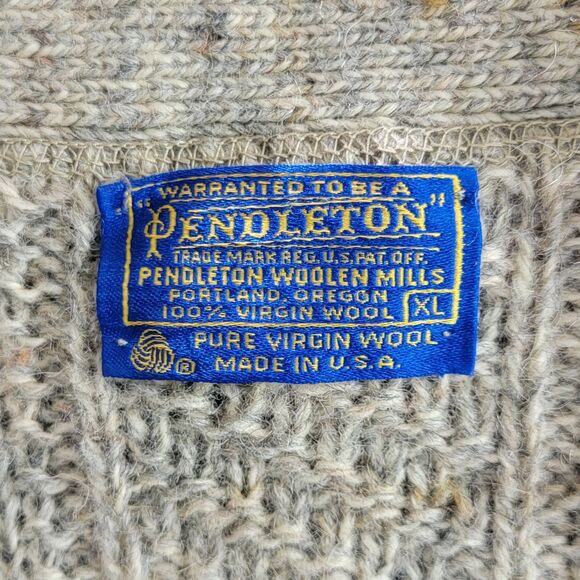 WARRANTED TO BE A
"PENDLETON"
TRADE MARK REG. U.S. PAT. OFF.
PENDLETON WOOLEN MILLS
PORTLAND, OREGON
100% VIRGIN WOOL XL
PURE VIRGIN WOOL
® MADE IN U.S.A.